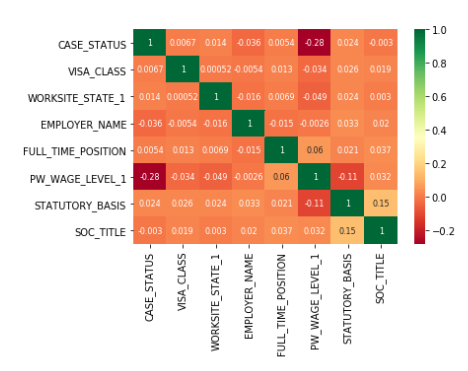 CASE_STATUS 1 0.0067 0.014 -0.036 0.0054 -0.28 0.024 -0.003
VISA_CLASS 0.0067 1 0.00052 -0.0054 0.013 -0.034 0.026 0.019
WORKSITE_STATE_1 0.014 0.00052 1 -0.016 0.0069 -0.049 0.024 0.003
EMPLOYER_NAME -0.036 -0.0054 -0.016 1 -0.015 -0.0026 0.033 0.02
FULL_TIME_POSITION 0.0054 0.013 0.0069 -0.015 1 0.06 0.021 0.037
PW_WAGE_LEVEL_1 -0.28 -0.034 -0.049 -0.0026 0.06 1 -0.11 0.032
STATUTORY_BASIS 0.024 0.026 0.024 0.033 0.021 -0.11 1 0.15
SOC_TITLE -0.003 0.019 0.003 0.02 0.037 0.032 0.15 1
CASE_STATUS
VISA_CLASS
WORKSITE_STATE_1
EMPLOYER_NAME
FULL_TIME_POSITION
PW_WAGE_LEVEL_1
STATUTORY_BASIS
SOC_TITLE
1.0
0.8
0.6
0.4
0.2
0.0
−0.2